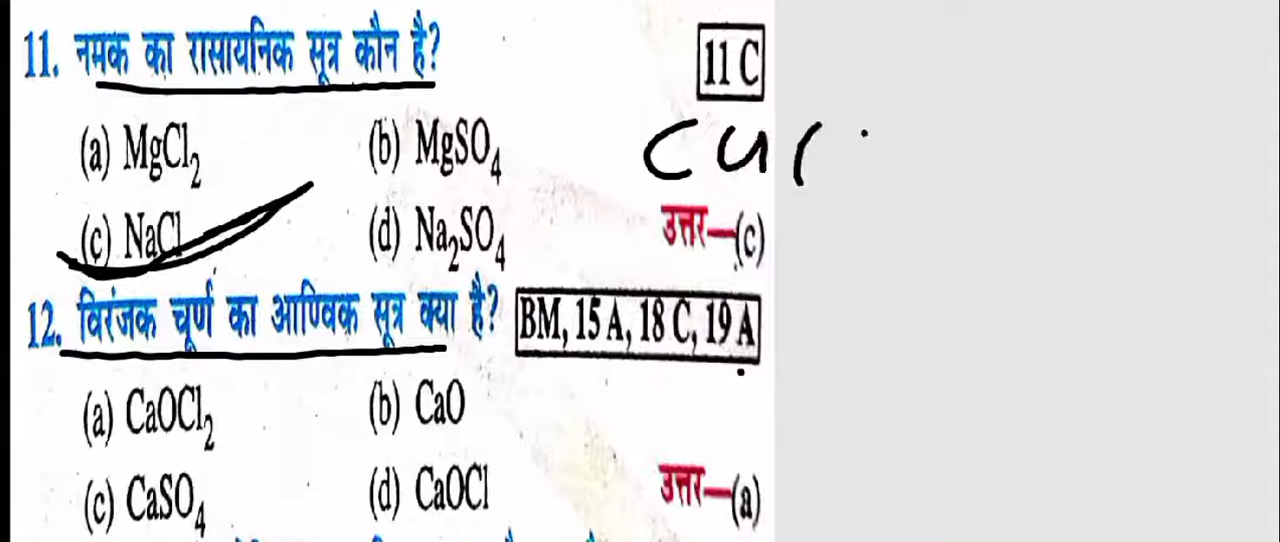 11. नमक का रासायनिक सूत्र कौन है? 11 C
(a) MgCl₂ (b) MgSO₄
(c) NaCl (d) Na₂SO₄ उत्तर—(c)
12. विरंजक चूर्ण का आण्विक सूत्र क्या है? BM, 15 A, 18 C, 19 A
(a) CaOCl₂ (b) CaO
(c) CaSO₄ (d) CaOCl उत्तर—(a)